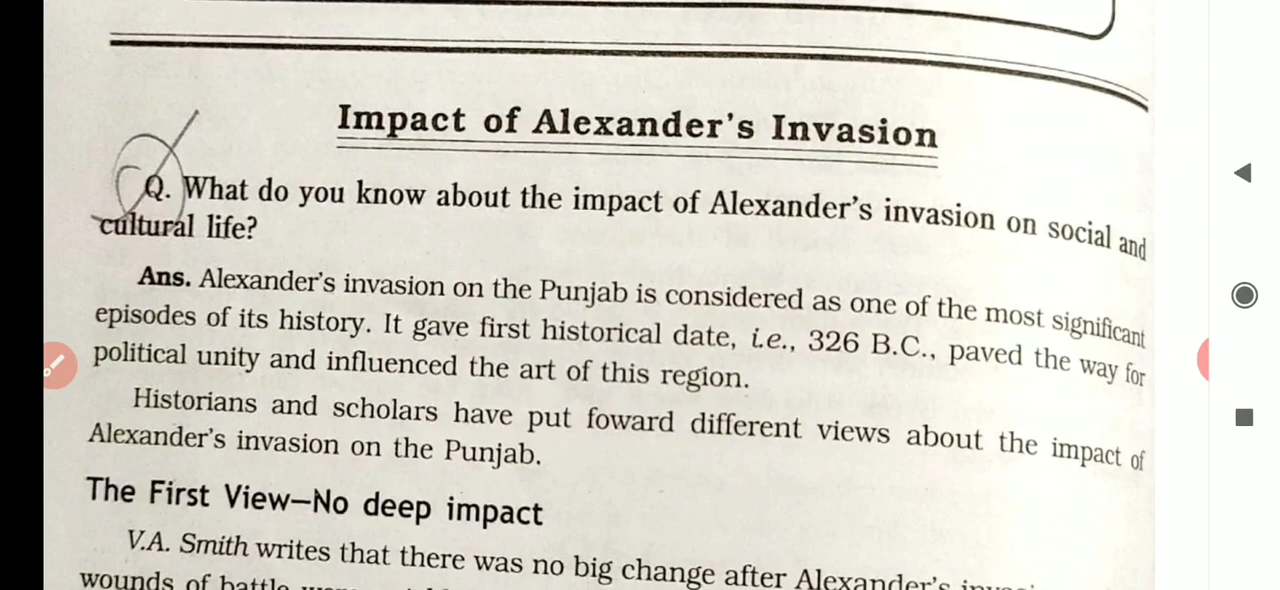 Impact of Alexander's Invasion
Q. What do you know about the impact of Alexander's invasion on social and
cultural life?
Ans. Alexander's invasion on the Punjab is considered as one of the most significant
episodes of its history. It gave first historical date, i.e., 326 B.C., paved the way for
political unity and influenced the art of this region.
Historians and scholars have put foward different views about the impact of
Alexander's invasion on the Punjab.
The First View—No deep impact
V.A. Smith writes that there was no big change after Alexander's
wounds of battle